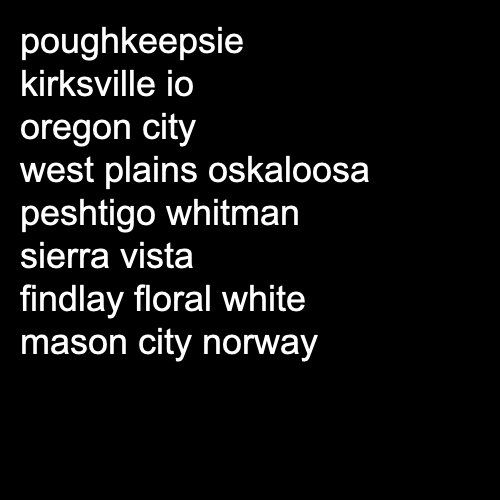 poughkeepsie
kirksville io
oregon city
west plains oskaloosa
peshtigo whitman
sierra vista
findlay floral white
mason city norway